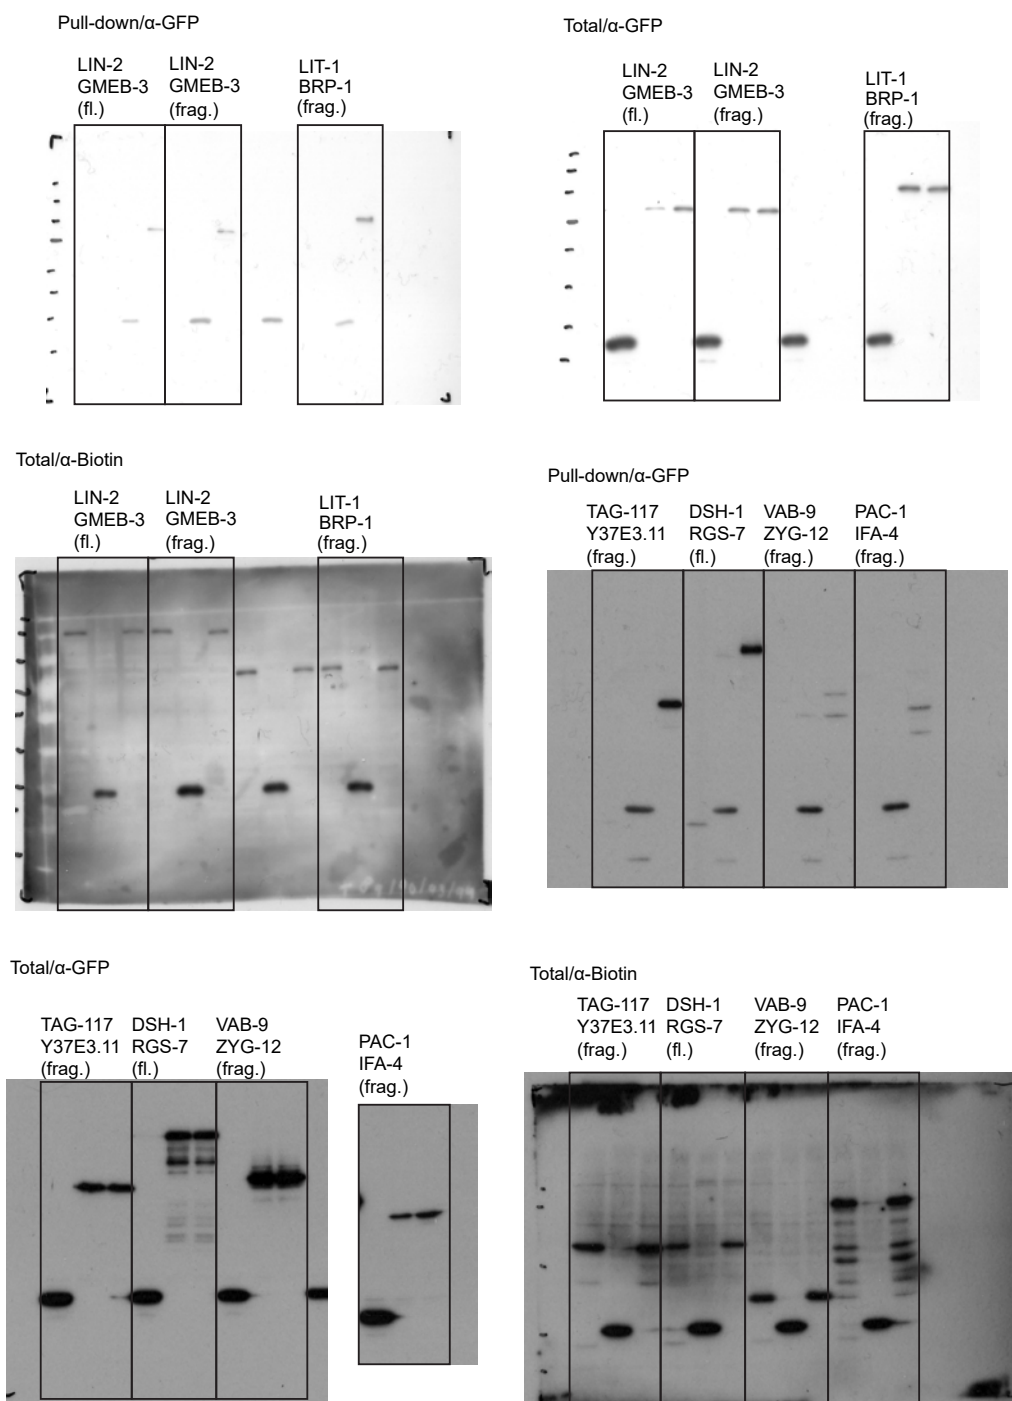 Pull-down/α-GFP
LIN-2
GMEB-3
(fl.)
LIN-2
GMEB-3
(frag.)
LIT-1
BRP-1
(frag.)
Total/α-GFP
LIN-2
GMEB-3
(fl.)
LIN-2
GMEB-3
(frag.)
LIT-1
BRP-1
(frag.)
Total/α-Biotin
LIN-2
GMEB-3
(fl.)
LIN-2
GMEB-3
(frag.)
LIT-1
BRP-1
(frag.)
Pull-down/α-GFP
TAG-117
Y37E3.11
(frag.)
DSH-1
RGS-7
(fl.)
VAB-9
ZYG-12
(frag.)
PAC-1
IFA-4
(frag.)
Total/α-GFP
TAG-117
Y37E3.11
(frag.)
DSH-1
RGS-7
(fl.)
VAB-9
ZYG-12
(frag.)
PAC-1
IFA-4
(frag.)
Total/α-Biotin
TAG-117
Y37E3.11
(frag.)
DSH-1
RGS-7
(fl.)
VAB-9
ZYG-12
(frag.)
PAC-1
IFA-4
(frag.)